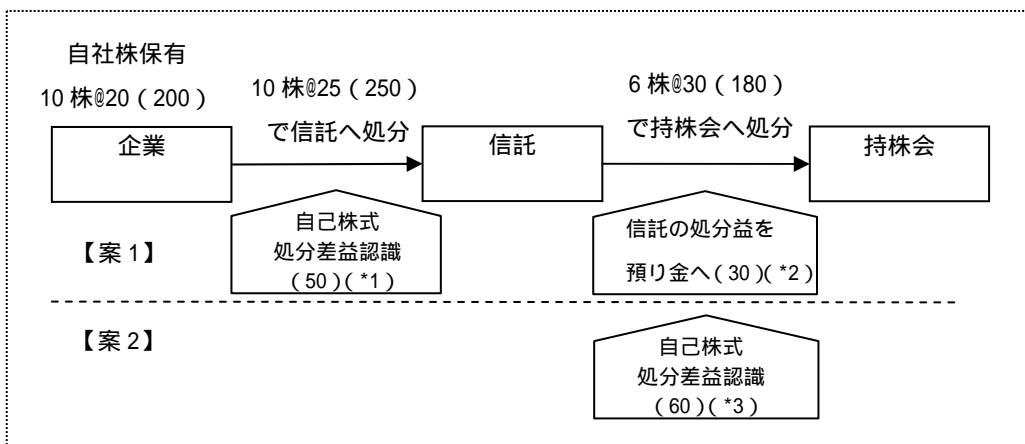 自社株保有
10 株@20（200）
10 株@25（250）
で信託へ処分
6 株@30（180）
で持株会へ処分
企業
信託
持株会
【案 1】
自己株式
処分差益認識
（50）（*1）
信託の処分益を
預り金へ（30）（*2）
【案 2】
自己株式
処分差益認識
（60）（*3）